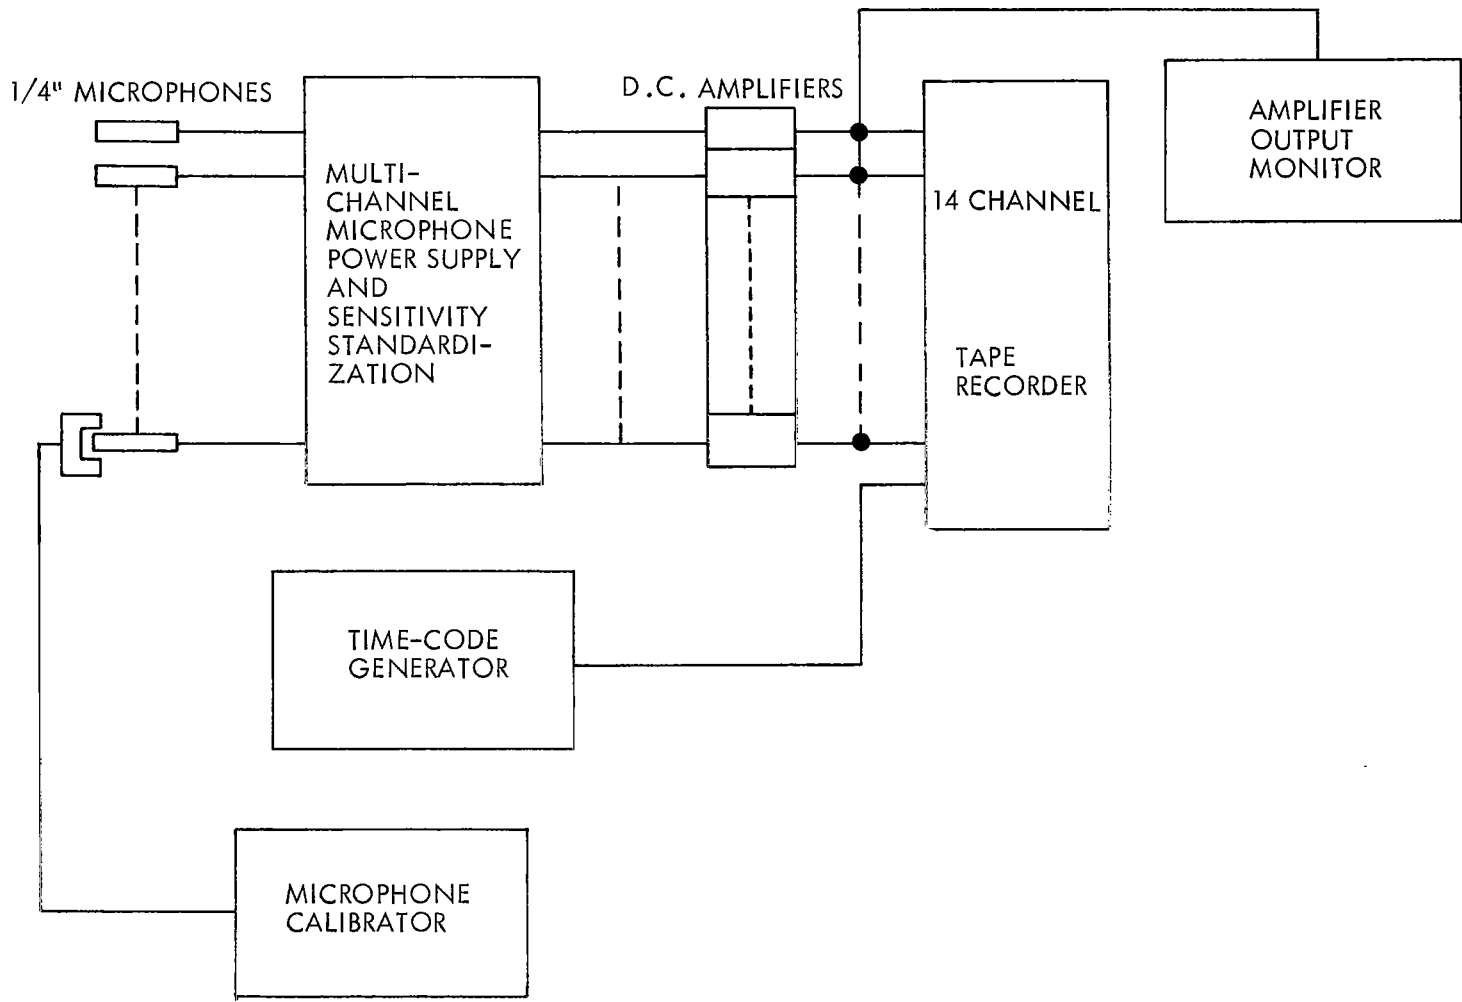 1/4" MICROPHONES
MULTI-
CHANNEL
MICROPHONE
POWER SUPPLY
AND
SENSITIVITY
STANDARDI-
ZATION
D.C. AMPLIFIERS
14 CHANNEL
TAPE
RECORDER
AMPLIFIER
OUTPUT
MONITOR
TIME-CODE
GENERATOR
MICROPHONE
CALIBRATOR